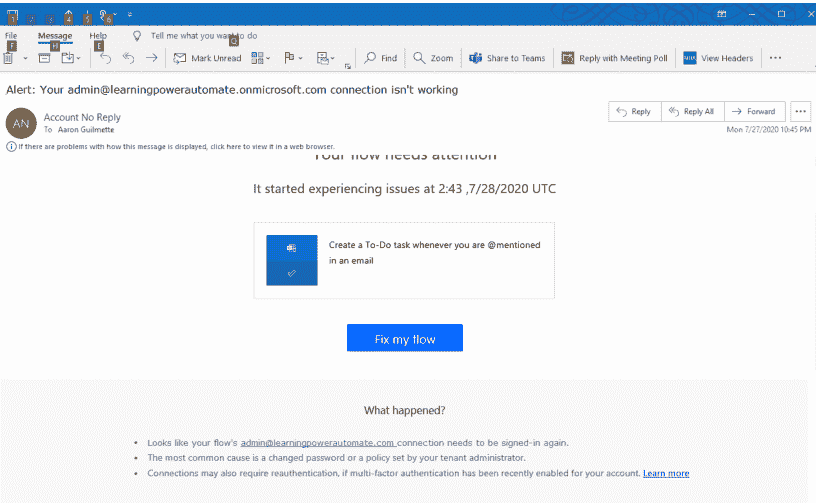 1 2 3 4 5 6
File Message Help Tell me what you want to do
F H E Q
Mark Unread Find Zoom Share to Teams Reply with Meeting Poll View Headers
Alert: Your admin@learningpowerautomate.onmicrosoft.com connection isn't working
AN Account No Reply
To Aaron Guilmette
Reply Reply All Forward
Mon 7/27/2020 10:45 PM
If there are problems with how this message is displayed, click here to view it in a web browser.
Your flow needs attention
It started experiencing issues at 2:43 ,7/28/2020 UTC
Create a To-Do task whenever you are @mentioned
in an email
Fix my flow
What happened?
• Looks like your flow's admin@learningpowerautomate.com connection needs to be signed-in again.
• The most common cause is a changed password or a policy set by your tenant administrator.
• Connections may also require reauthentication, if multi-factor authentication has been recently enabled for your account. Learn more